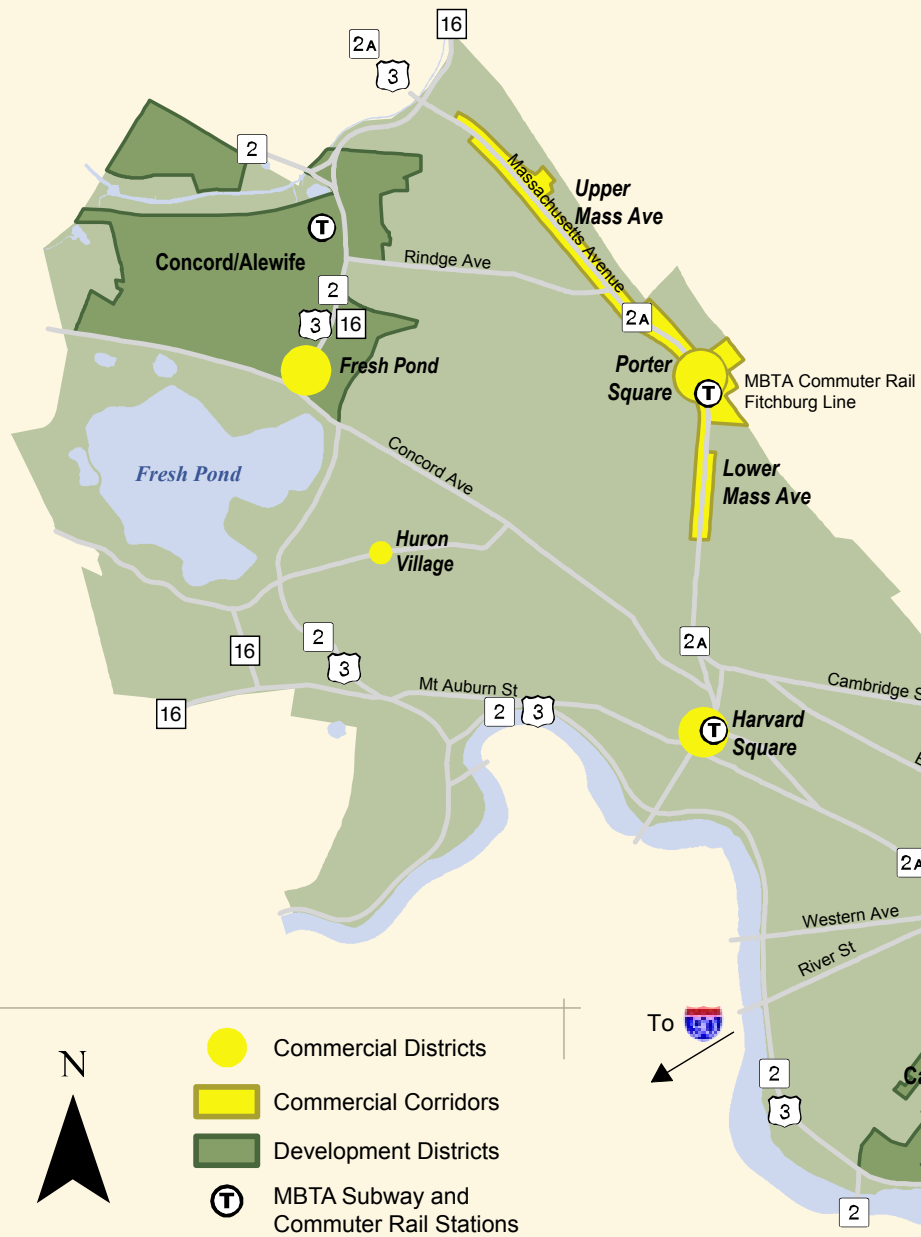 16
2A
3
2
Massachusetts Avenue
Upper
Mass Ave
Concord/Alewife
Rindge Ave
2
3
16
2A
Fresh Pond
Porter
Square
MBTA Commuter Rail
Fitchburg Line
Fresh Pond
Concord Ave
Lower
Mass Ave
Huron
Village
2
3
16
2A
16
Mt Auburn St
2
3
Cambridge S
Harvard
Square
2A
Western Ave
River St
To
N
Commercial Districts
Commercial Corridors
Development Districts
T
MBTA Subway and
Commuter Rail Stations
T
T
T
2
3
Ca
2